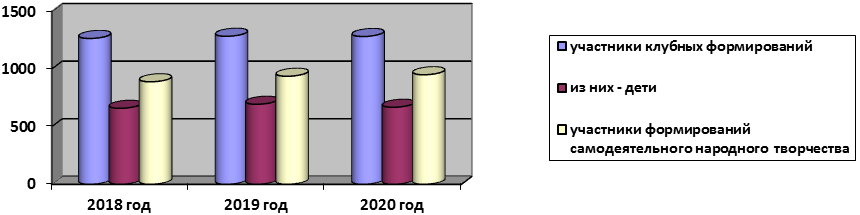 1500
1000
500
0
2018 год
2019 год
2020 год
участники клубных формирований
из них - дети
участники формирований
самодеятельного народного творчества